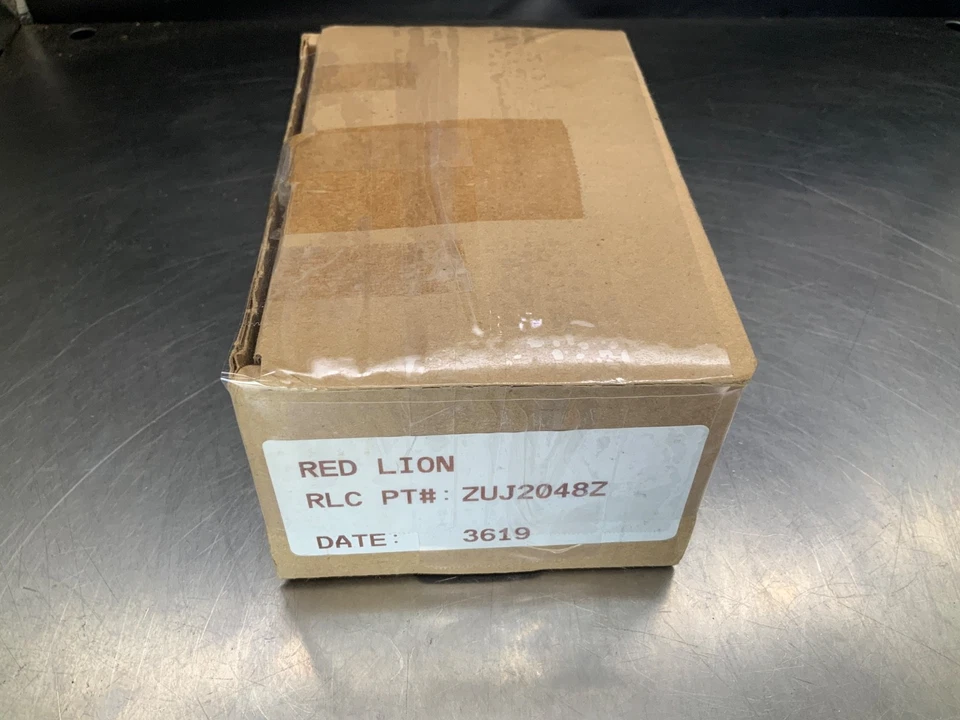 RED LION
RLC PT#: ZUJ2048Z
DATE: 3619